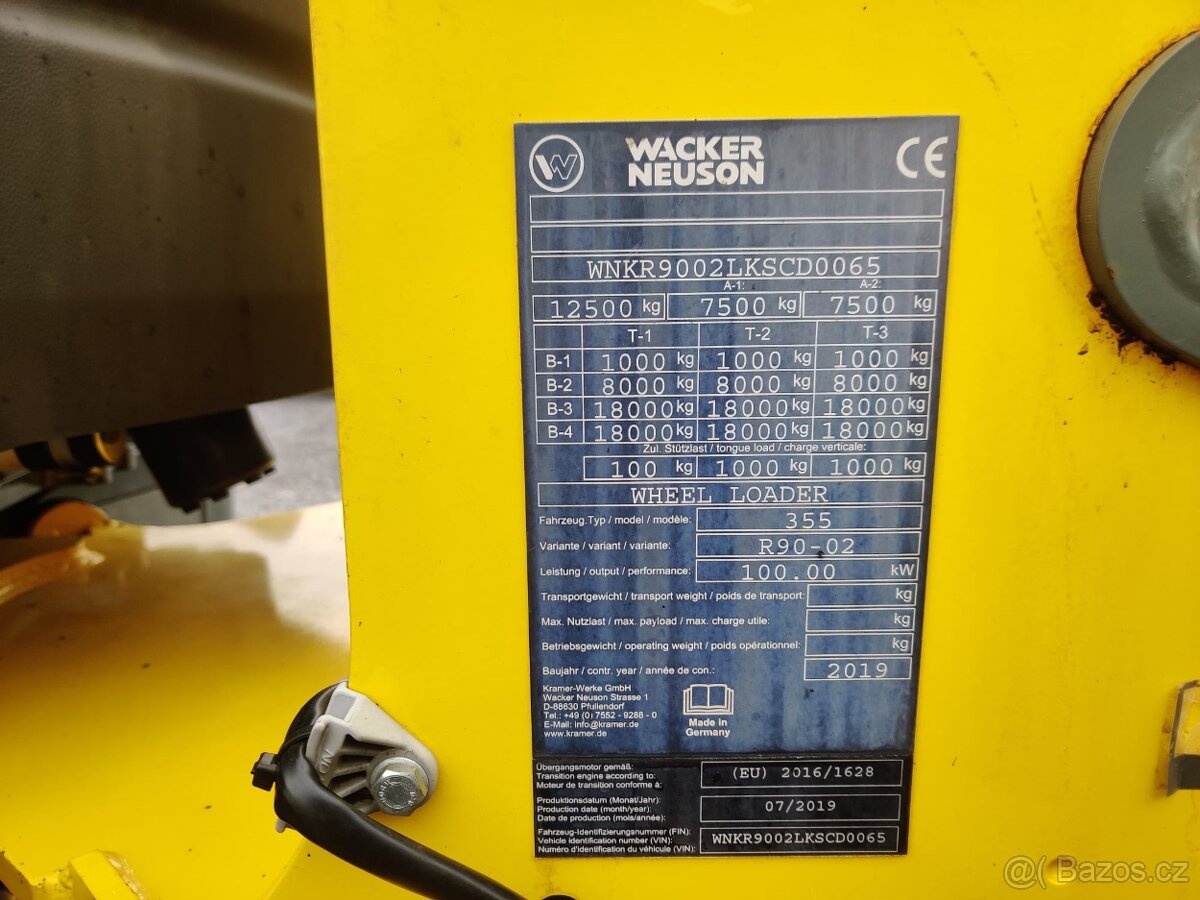 WACKER
NEUSON
CE
WNKR9002LKSCD0065
A-1: A-2:
12500 kg 7500 kg 7500 kg
T-1 T-2 T-3
B-1 1000 kg 1000 kg 1000 kg
B-2 8000 kg 8000 kg 8000 kg
B-3 18000 kg 18000 kg 18000 kg
B-4 18000 kg 18000 kg 18000 kg
Zul. Stützlast / tongue load / charge verticale:
100 kg 1000 kg 1000 kg
WHEEL LOADER
Fahrzeug.Typ / model / modèle: 355
Variante / variant / variante: R90-02
Leistung / output / performance: 100.00 kW
Transportgewicht / transport weight / poids de transport: kg
Max. Nutzlast / max. payload / max. charge utile: kg
Betriebsgewicht / operating weight / poids opérationnel: kg
Baujahr / contr. year / année de con.: 2019
Kramer-Werke GmbH
Wacker Neuson Strasse 1
D-88630 Pfullendorf
Tel.: +49 (0) 7552 - 9288 - 0
E-Mail: info@kramer.de
www.kramer.de
Made in
Germany
Übergangsmotor gemäß:
Transition engine according to: (EU) 2016/1628
Moteur de transition conforme à:
Produktionsdatum (Monat/Jahr):
Production date (month/year): 07/2019
Date de production (mois/année):
Fahrzeug-Identifizierungsnummer (FIN):
Vehicle identification number (VIN): WNKR9002LKSCD0065
Numéro d'identification du véhicule (VIN):
@( Bazos.cz